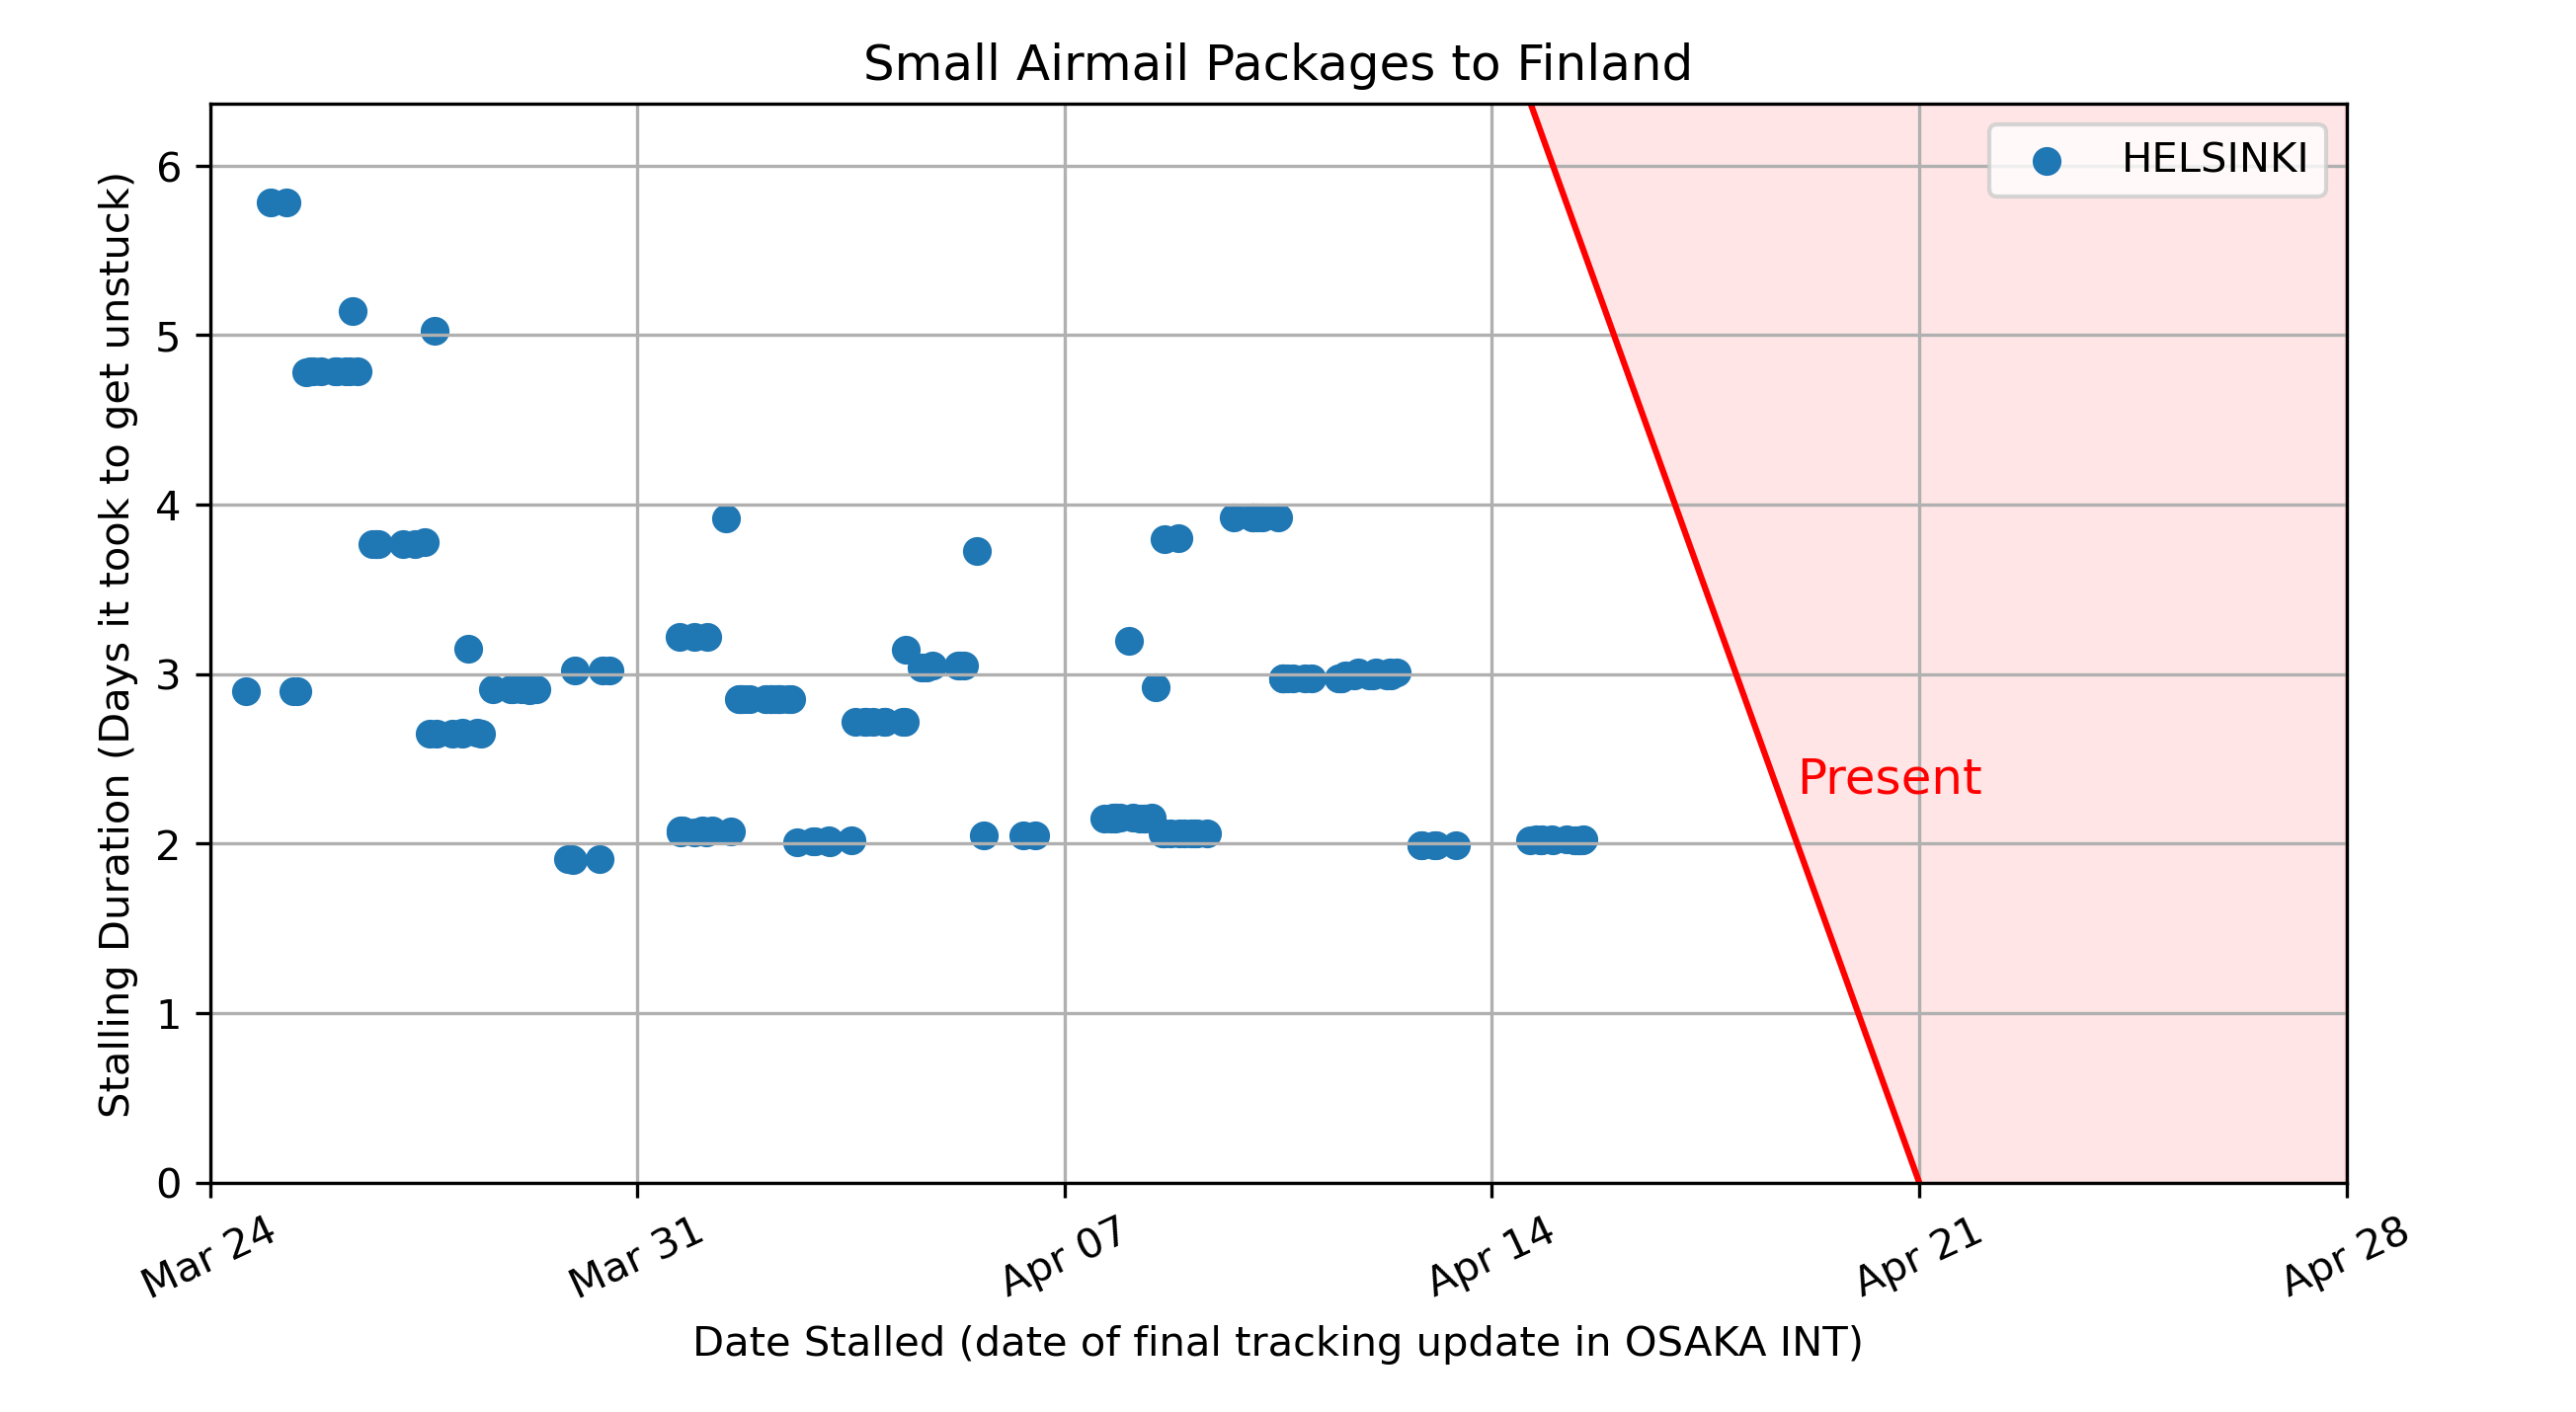 Small Airmail Packages to Finland
HELSINKI
Stalling Duration (Days it took to get unstuck)
6
5
4
3
2
1
0
Present
Mar 24
Mar 31
Apr 07
Apr 14
Apr 21
Apr 28
Date Stalled (date of final tracking update in OSAKA INT)